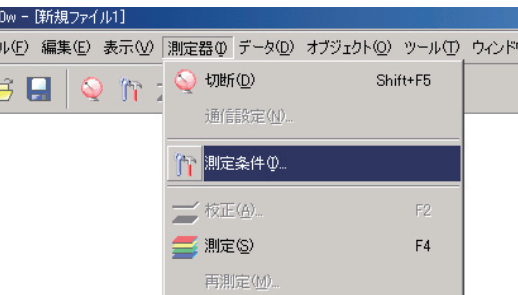 0w - [新規ファイル1]
ル(F) 編集(E) 表示(V) 測定器(I) データ(D) オブジェクト(O) ツール(T) ウィンド
切断(D) Shift+F5
通信設定(N)...
測定条件(I)...
校正(A)... F2
測定(S) F4
再測定(M)...